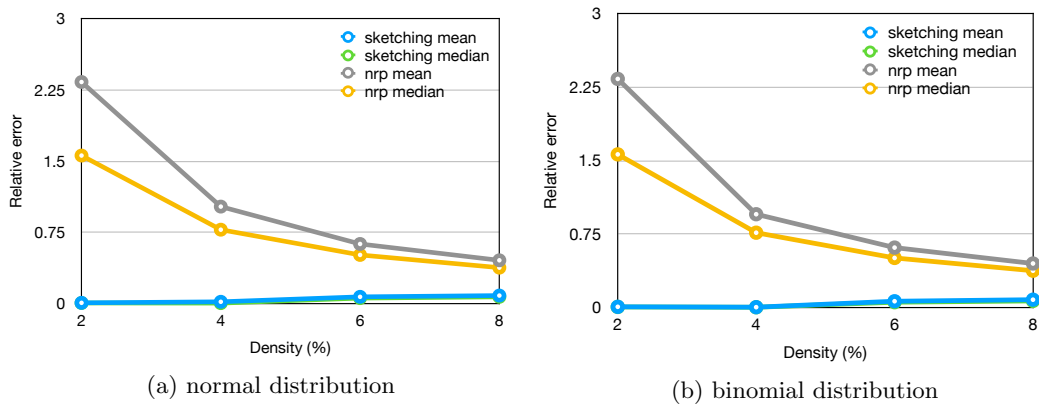 3
2.25
1.5
0.75
0
Relative error
sketching mean
sketching median
nrp mean
nrp median
2 4 6 8
Density (%)
(a) normal distribution
3
2.25
1.5
0.75
0
Relative error
sketching mean
sketching median
nrp mean
nrp median
2 4 6 8
Density (%)
(b) binomial distribution